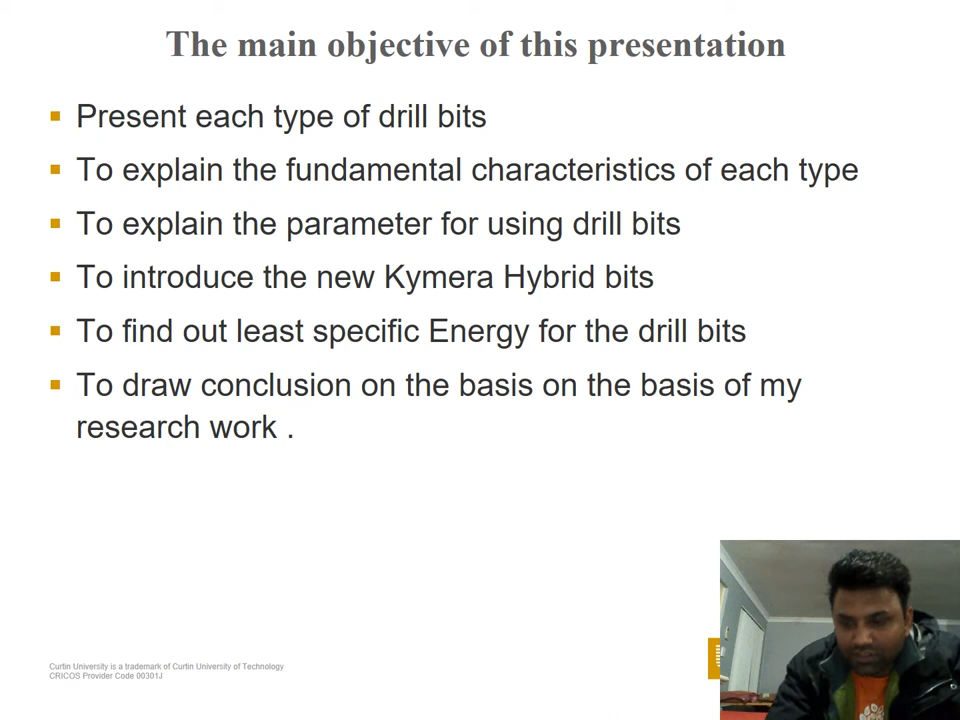 The main objective of this presentation
Present each type of drill bits
To explain the fundamental characteristics of each type
To explain the parameter for using drill bits
To introduce the new Kymera Hybrid bits
To find out least specific Energy for the drill bits
To draw conclusion on the basis on the basis of my
research work .
Curtin University is a trademark of Curtin University of Technology
CRICOS Provider Code 00301J